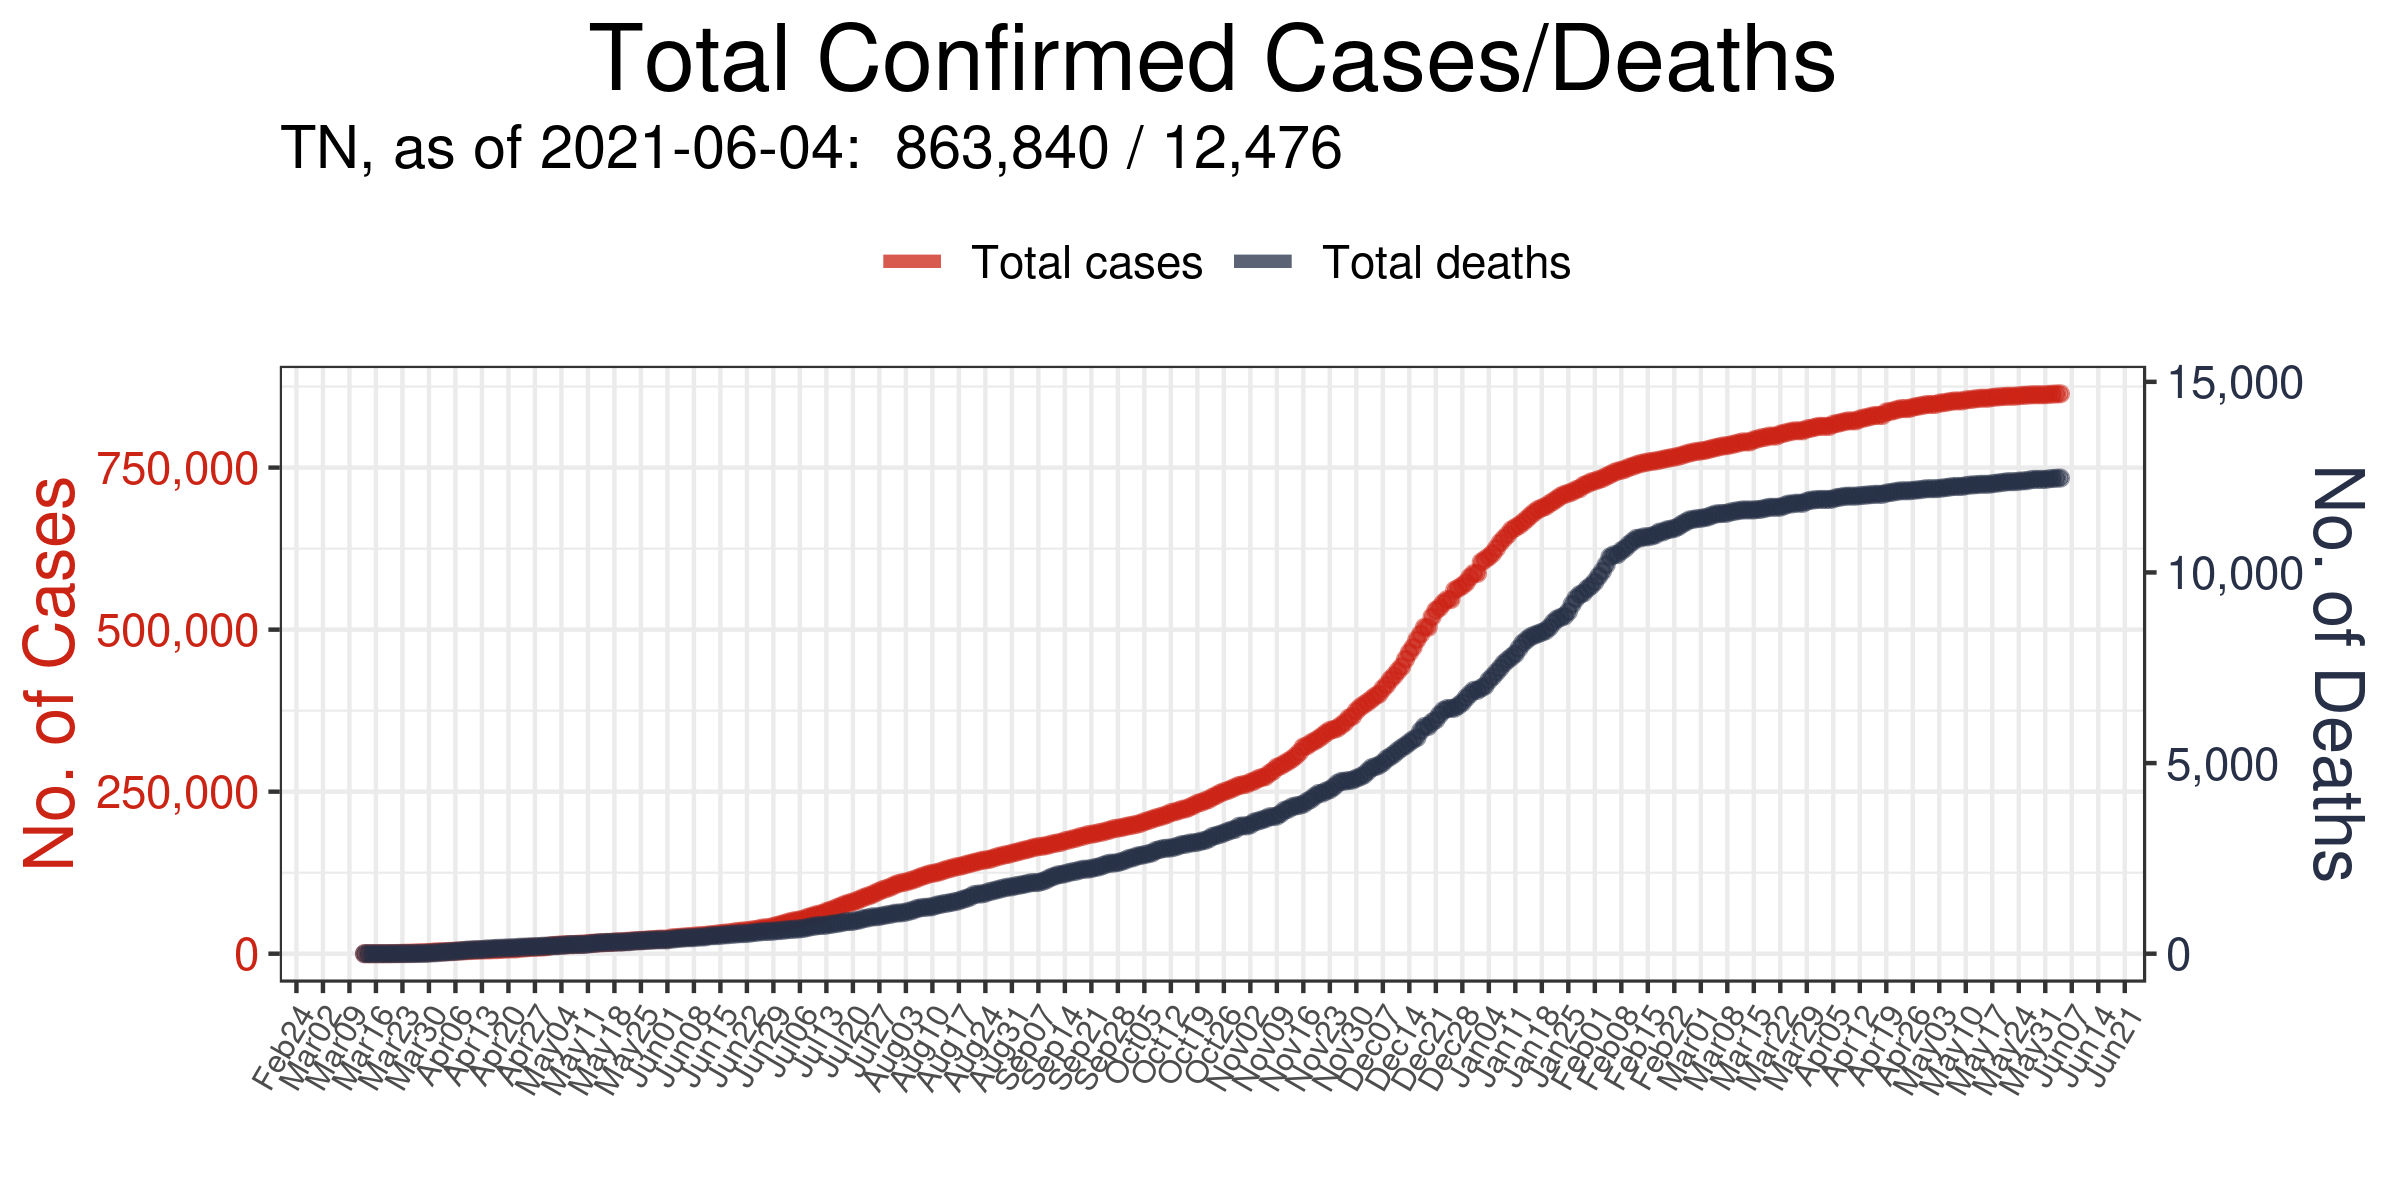 Total Confirmed Cases/Deaths
TN, as of 2021-06-04:  863,840 / 12,476
Total cases
Total deaths
No. of Cases
750,000
500,000
250,000
0
15,000
10,000
5,000
0
No. of Deaths
Feb24
Mar02
Mar09
Mar16
Mar23
Mar30
Apr06
Apr13
Apr20
Apr27
May04
May11
May18
May25
Jun01
Jun08
Jun15
Jun22
Jun29
Jul06
Jul13
Jul20
Jul27
Aug03
Aug10
Aug17
Aug24
Aug31
Sep07
Sep14
Sep21
Sep28
Oct05
Oct12
Oct19
Oct26
Nov02
Nov09
Nov16
Nov23
Nov30
Dec07
Dec14
Dec21
Dec28
Jan04
Jan11
Jan18
Jan25
Feb01
Feb08
Feb15
Feb22
Mar01
Mar08
Mar15
Mar22
Mar29
Apr05
Apr12
Apr19
Apr26
May03
May10
May17
May24
May31
Jun07
Jun14
Jun21